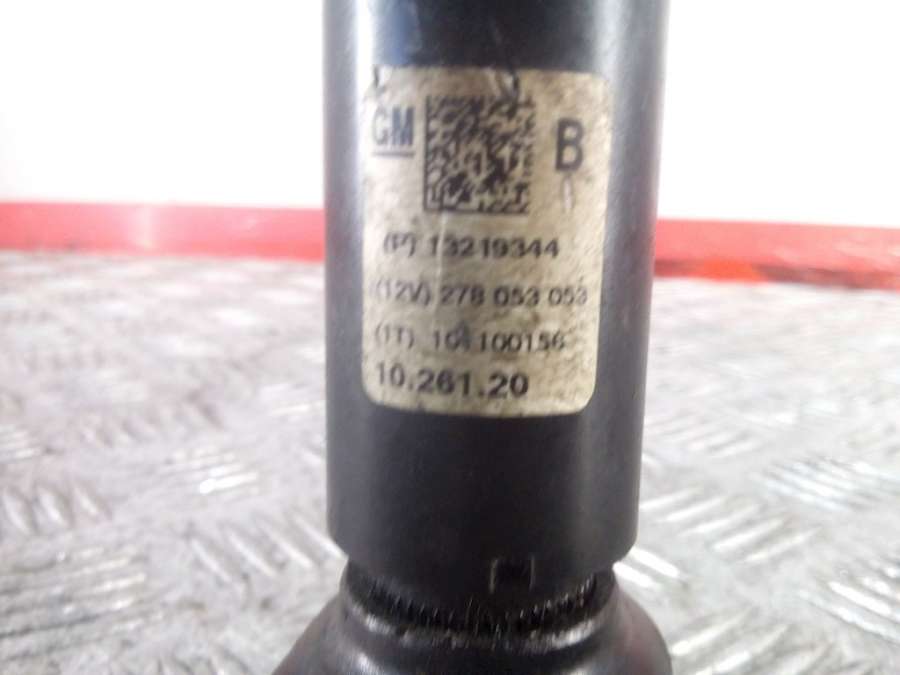 GM B
(P) 13219344
(12V) 278 053 053
(1T) 10 100156
10.261.20